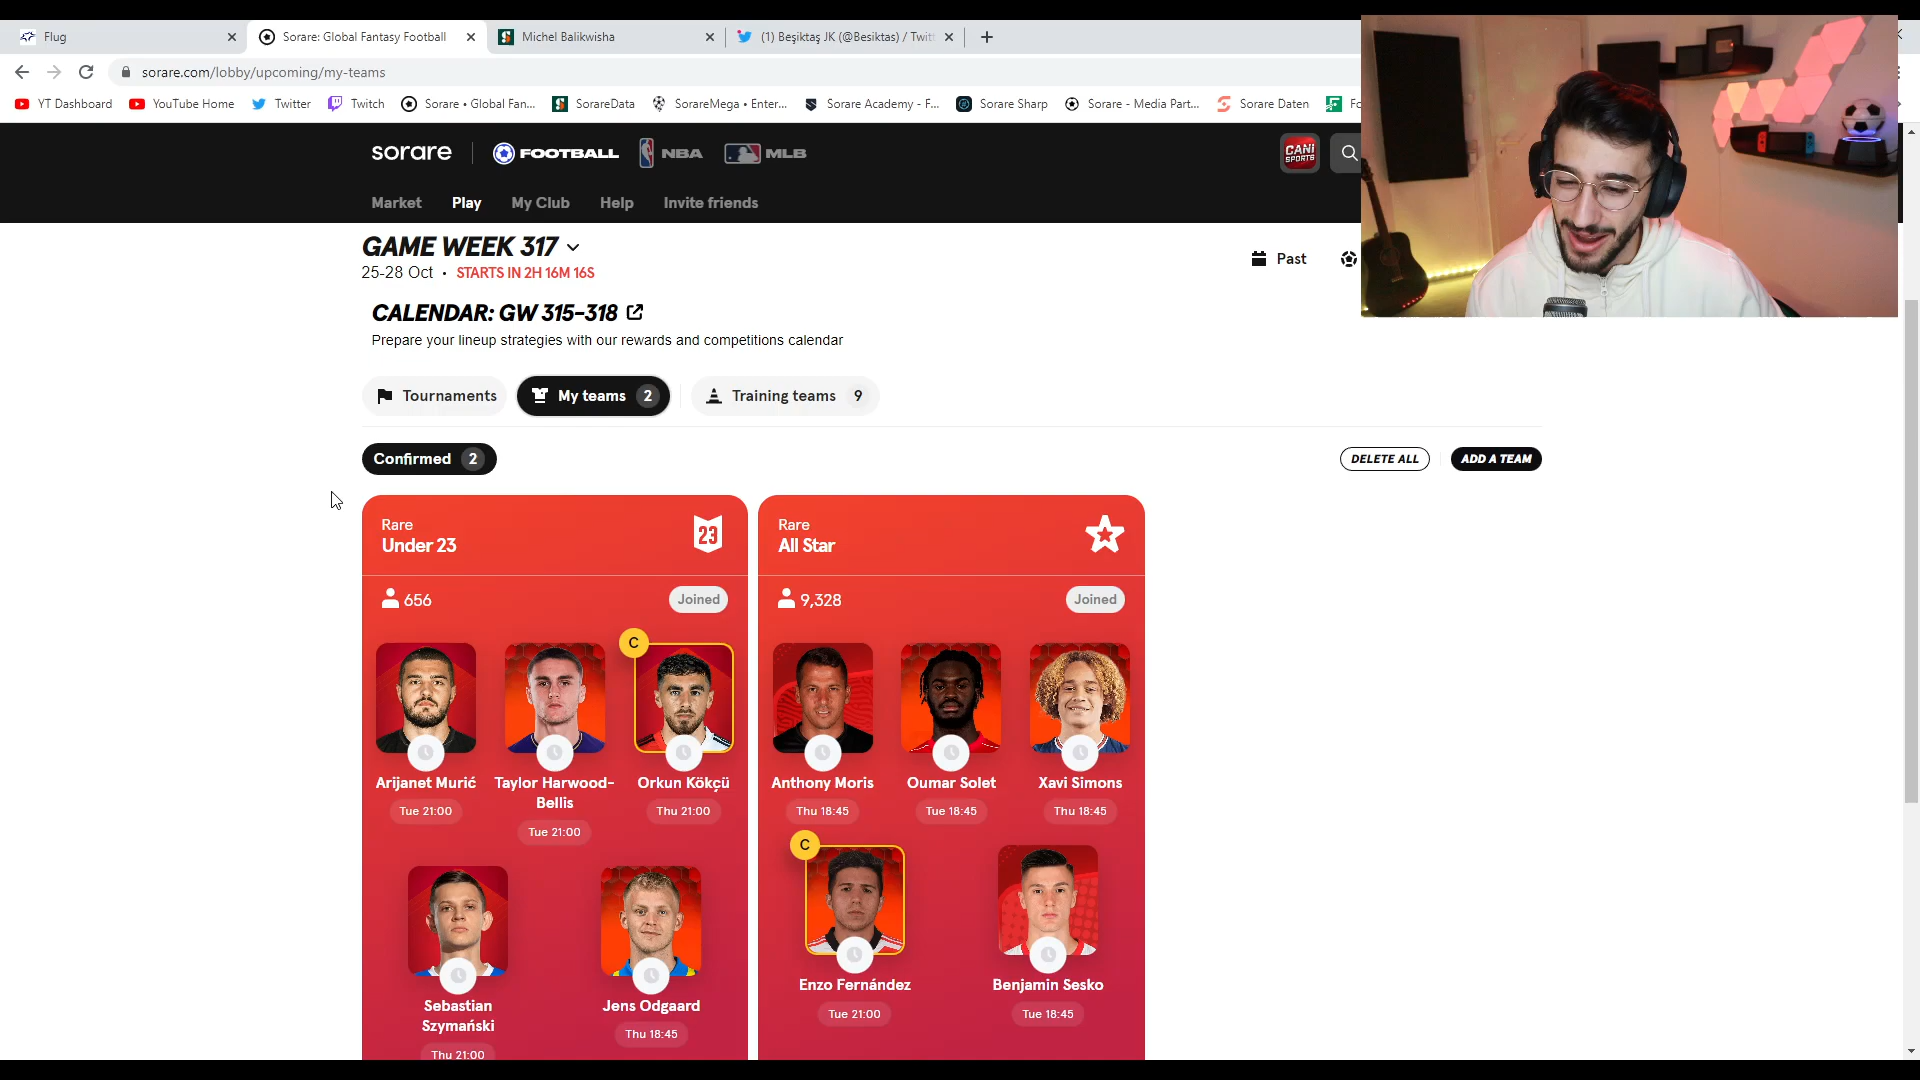 Flug
Sorare: Global Fantasy Football
Michel Balikwisha
(1) Beşiktaş JK (@Besiktas) / Twit
sorare.com/lobby/upcoming/my-teams
YT Dashboard
YouTube Home
Twitter
Twitch
Sorare • Global Fan...
SorareData
SorareMega • Enter...
Sorare Academy - F...
Sorare Sharp
Sorare - Media Part...
Sorare Daten
sorare
FOOTBALL
NBA
MLB
CANI
SPORTS
Market
Play
My Club
Help
Invite friends
GAME WEEK 317
25-28 Oct • STARTS IN 2H 16M 16S
Past
CALENDAR: GW 315-318
Prepare your lineup strategies with our rewards and competitions calendar
Tournaments
My teams 2
Training teams 9
Confirmed 2
DELETE ALL
ADD A TEAM
Rare
Under 23
23
656
Joined
C
Arijanet Murić
Tue 21:00
Taylor Harwood-
Bellis
Tue 21:00
Orkun Kökçü
Thu 21:00
Sebastian
Szymański
Thu 21:00
Jens Odgaard
Thu 18:45
Rare
All Star
9,328
Joined
Anthony Moris
Thu 18:45
Oumar Solet
Tue 18:45
Xavi Simons
Thu 18:45
C
Enzo Fernández
Tue 21:00
Benjamin Sesko
Tue 18:45